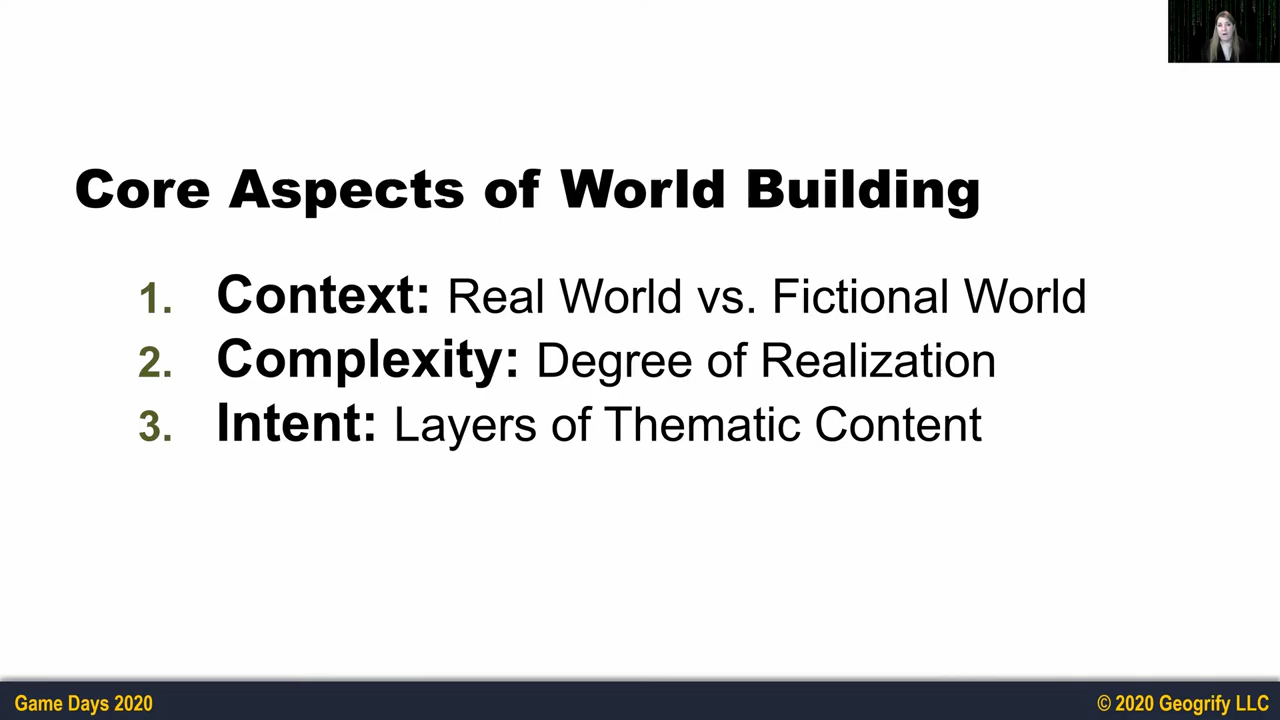 Core Aspects of World Building
1. Context: Real World vs. Fictional World
2. Complexity: Degree of Realization
3. Intent: Layers of Thematic Content
Game Days 2020
© 2020 Geogrify LLC